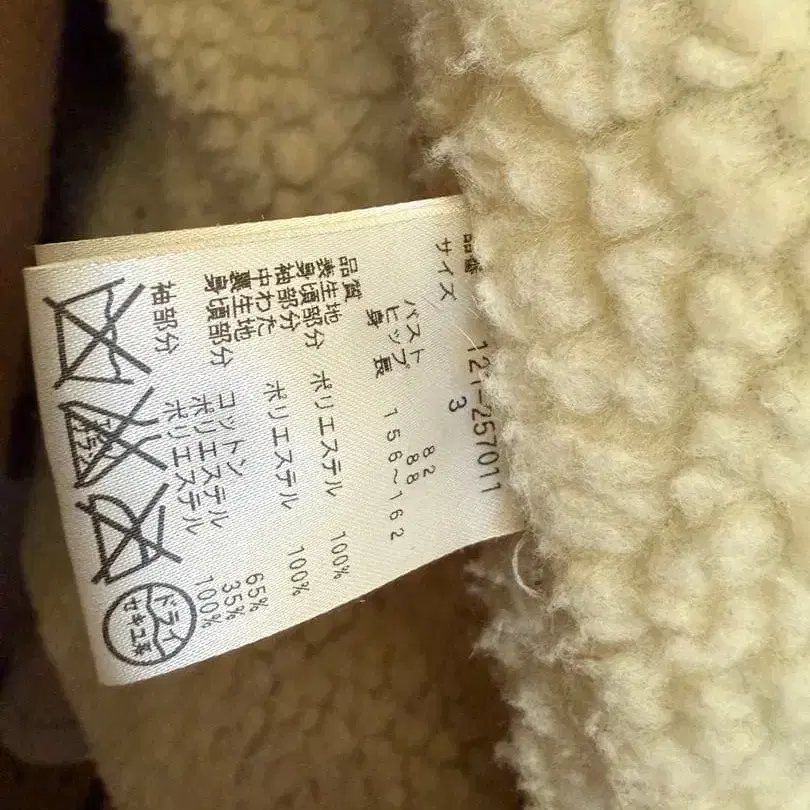 品番
サイズ 3
バスト 82
ヒップ 88
身長 156~162
品質
表生地
身頃部分 ポリエステル 100%
袖部分
中わた ポリエステル 100%
裏生地
身頃部分 コットン 65%
ポリエステル 35%
袖部分 ポリエステル 100%
ドライ
セキユ系